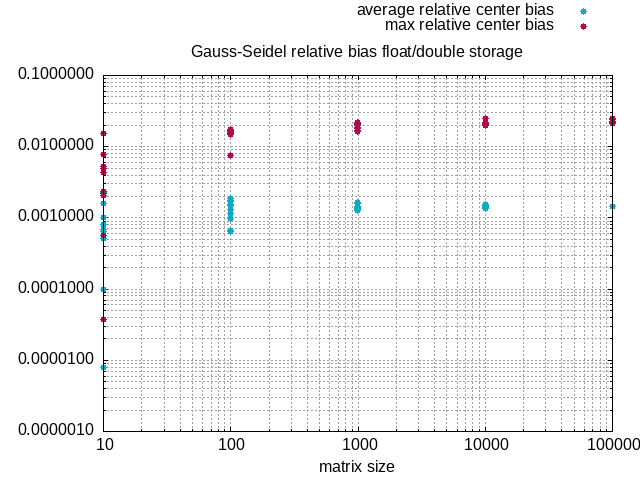 average relative center bias
max relative center bias
Gauss-Seidel relative bias float/double storage
0.1000000
0.0100000
0.0010000
0.0001000
0.0000100
0.0000010
10 100 1000 10000 100000
matrix size